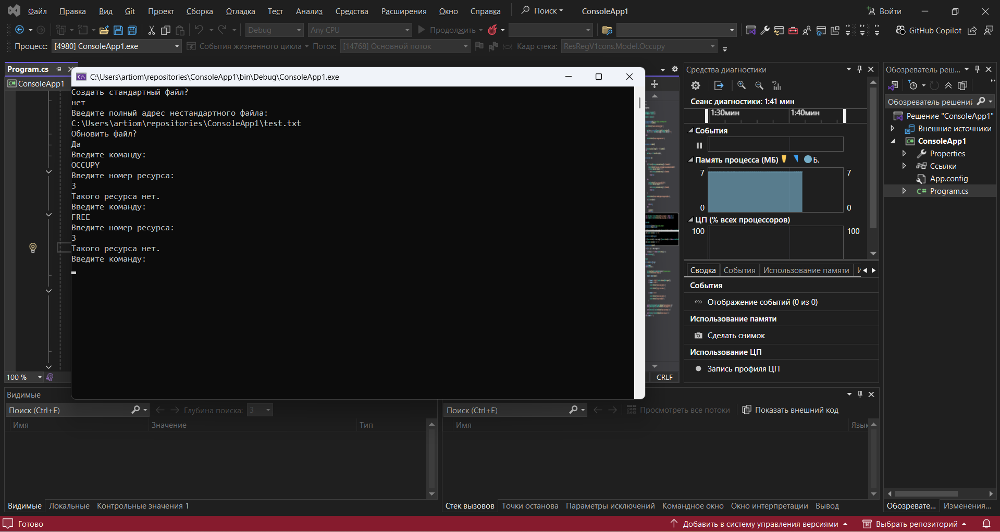 Файл Правка Вид Git Проект Сборка Отладка Тест Анализ Средства Расширения Окно Справка Поиск ConsoleApp1 Войти
Debug Any CPU Продолжить GitHub Copilot
Процесс: [4980] ConsoleApp1.exe События жизненного цикла Поток: [14768] Основной поток Кадр стека: ResRegV1cons.Model.Occupy
Program.cs
ConsoleApp1
C:\Users\artiom\repositories\ConsoleApp1\bin\Debug\ConsoleApp1.exe
Создать стандартный файл?
нет
Введите полный адрес нестандартного файла:
C:\Users\artiom\repositories\ConsoleApp1\test.txt
Обновить файл?
Да
Введите команду:
OCCUPY
Введите номер ресурса:
3
Такого ресурса нет.
Введите команду:
FREE
Введите номер ресурса:
3
Такого ресурса нет.
Введите команду:
100 %
CRLF
Средства диагностики
Сеанс диагностики: 1:41 мин
1:30мин 1:40мин
События
Память процесса (МБ) Б..
7 7
0 0
ЦП (% всех процессоров)
100 100
Сводка События Использование памяти
События
Отображение событий (0 из 0)
Использование памяти
Сделать снимок
Использование ЦП
Запись профиля ЦП
Обозреватель реш...
Обозреватель решений
Решение "ConsoleApp1"
Внешние источники
C# ConsoleApp1
Properties
Ссылки
App.config
C# Program.cs
Видимые
Поиск (Ctrl+E) Глубина поиска: 3
Имя Значение Тип
Видимые Локальные Контрольные значения 1
Поиск (Ctrl+E) Просмотреть все потоки Показать внешний код
Имя Язык
Стек вызовов Точки останова Параметры исключений Командное окно Окно интерпретации Вывод
Обозревате... Изменения...
Готово Добавить в систему управления версиями Выбрать репозиторий